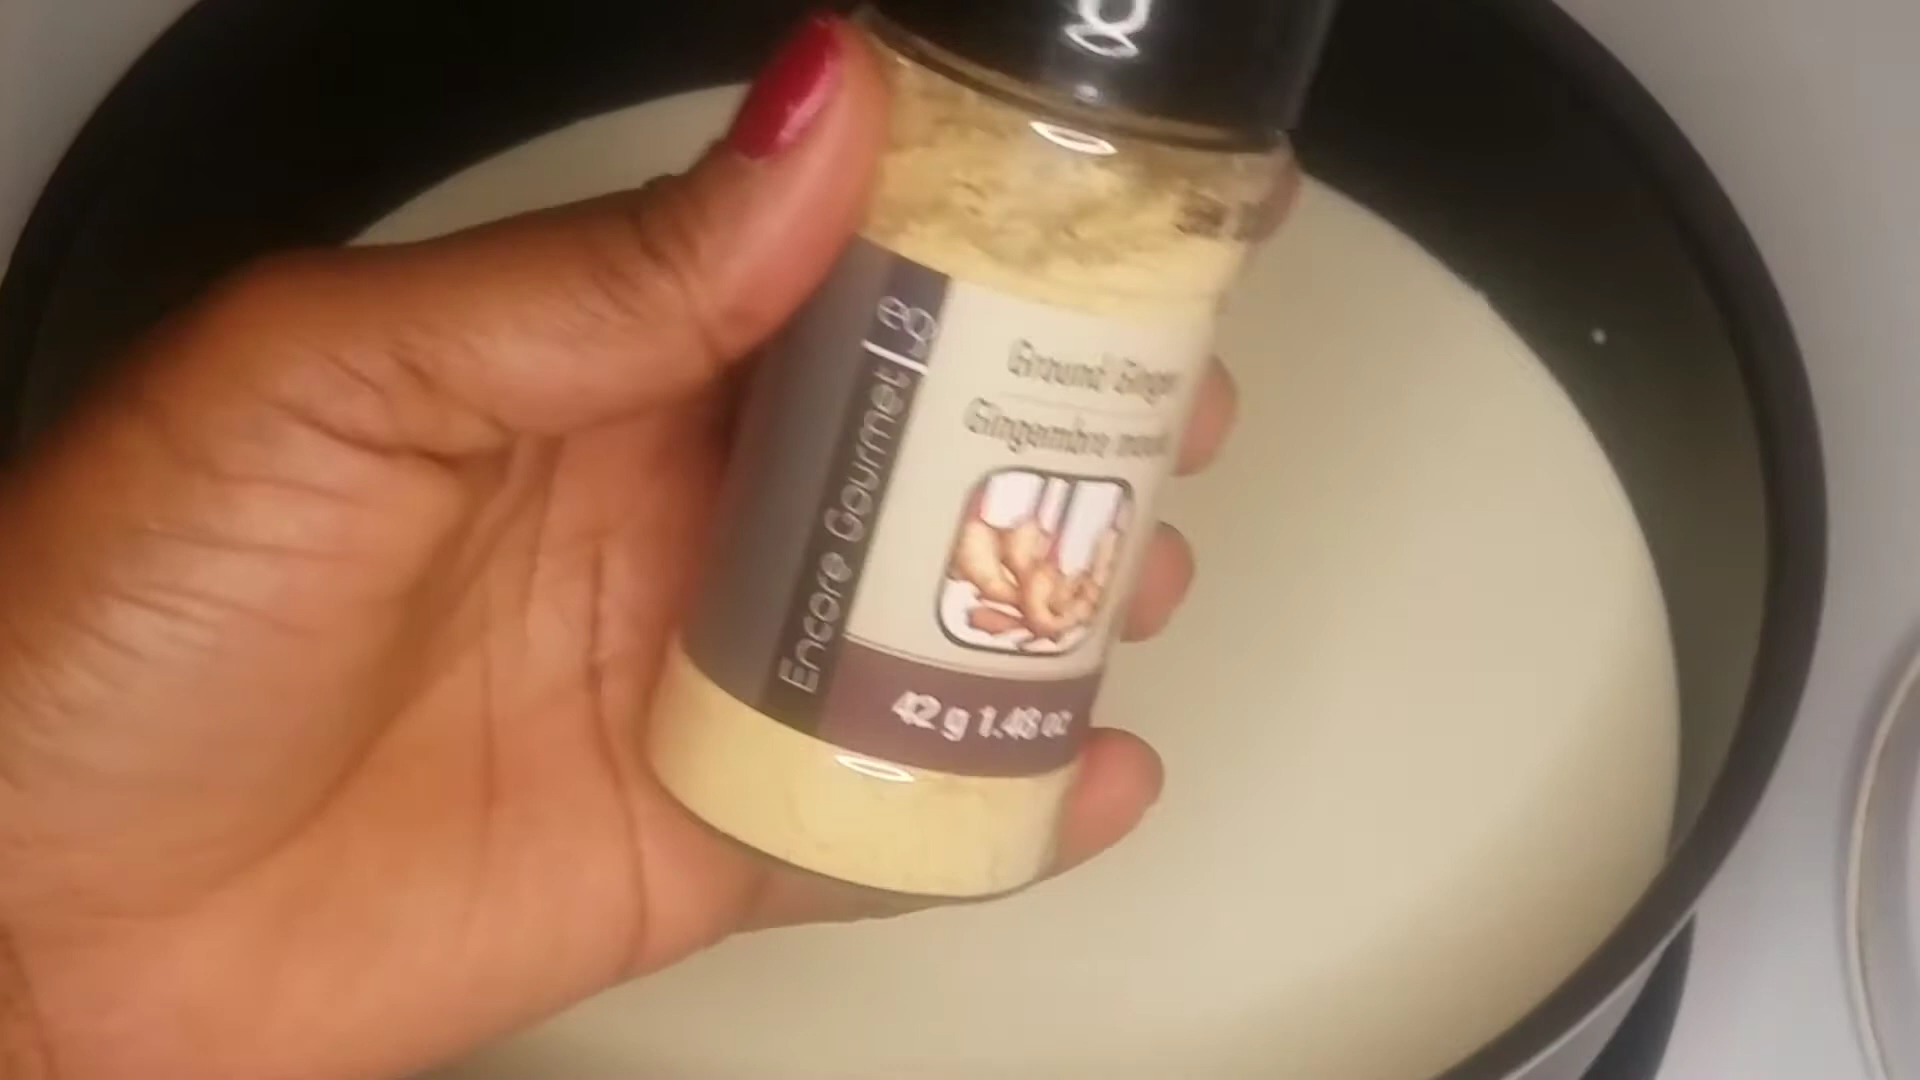 eg
Encore Gourmet
Ground Ginger
Gingembre moulu
42 g 1.48 oz